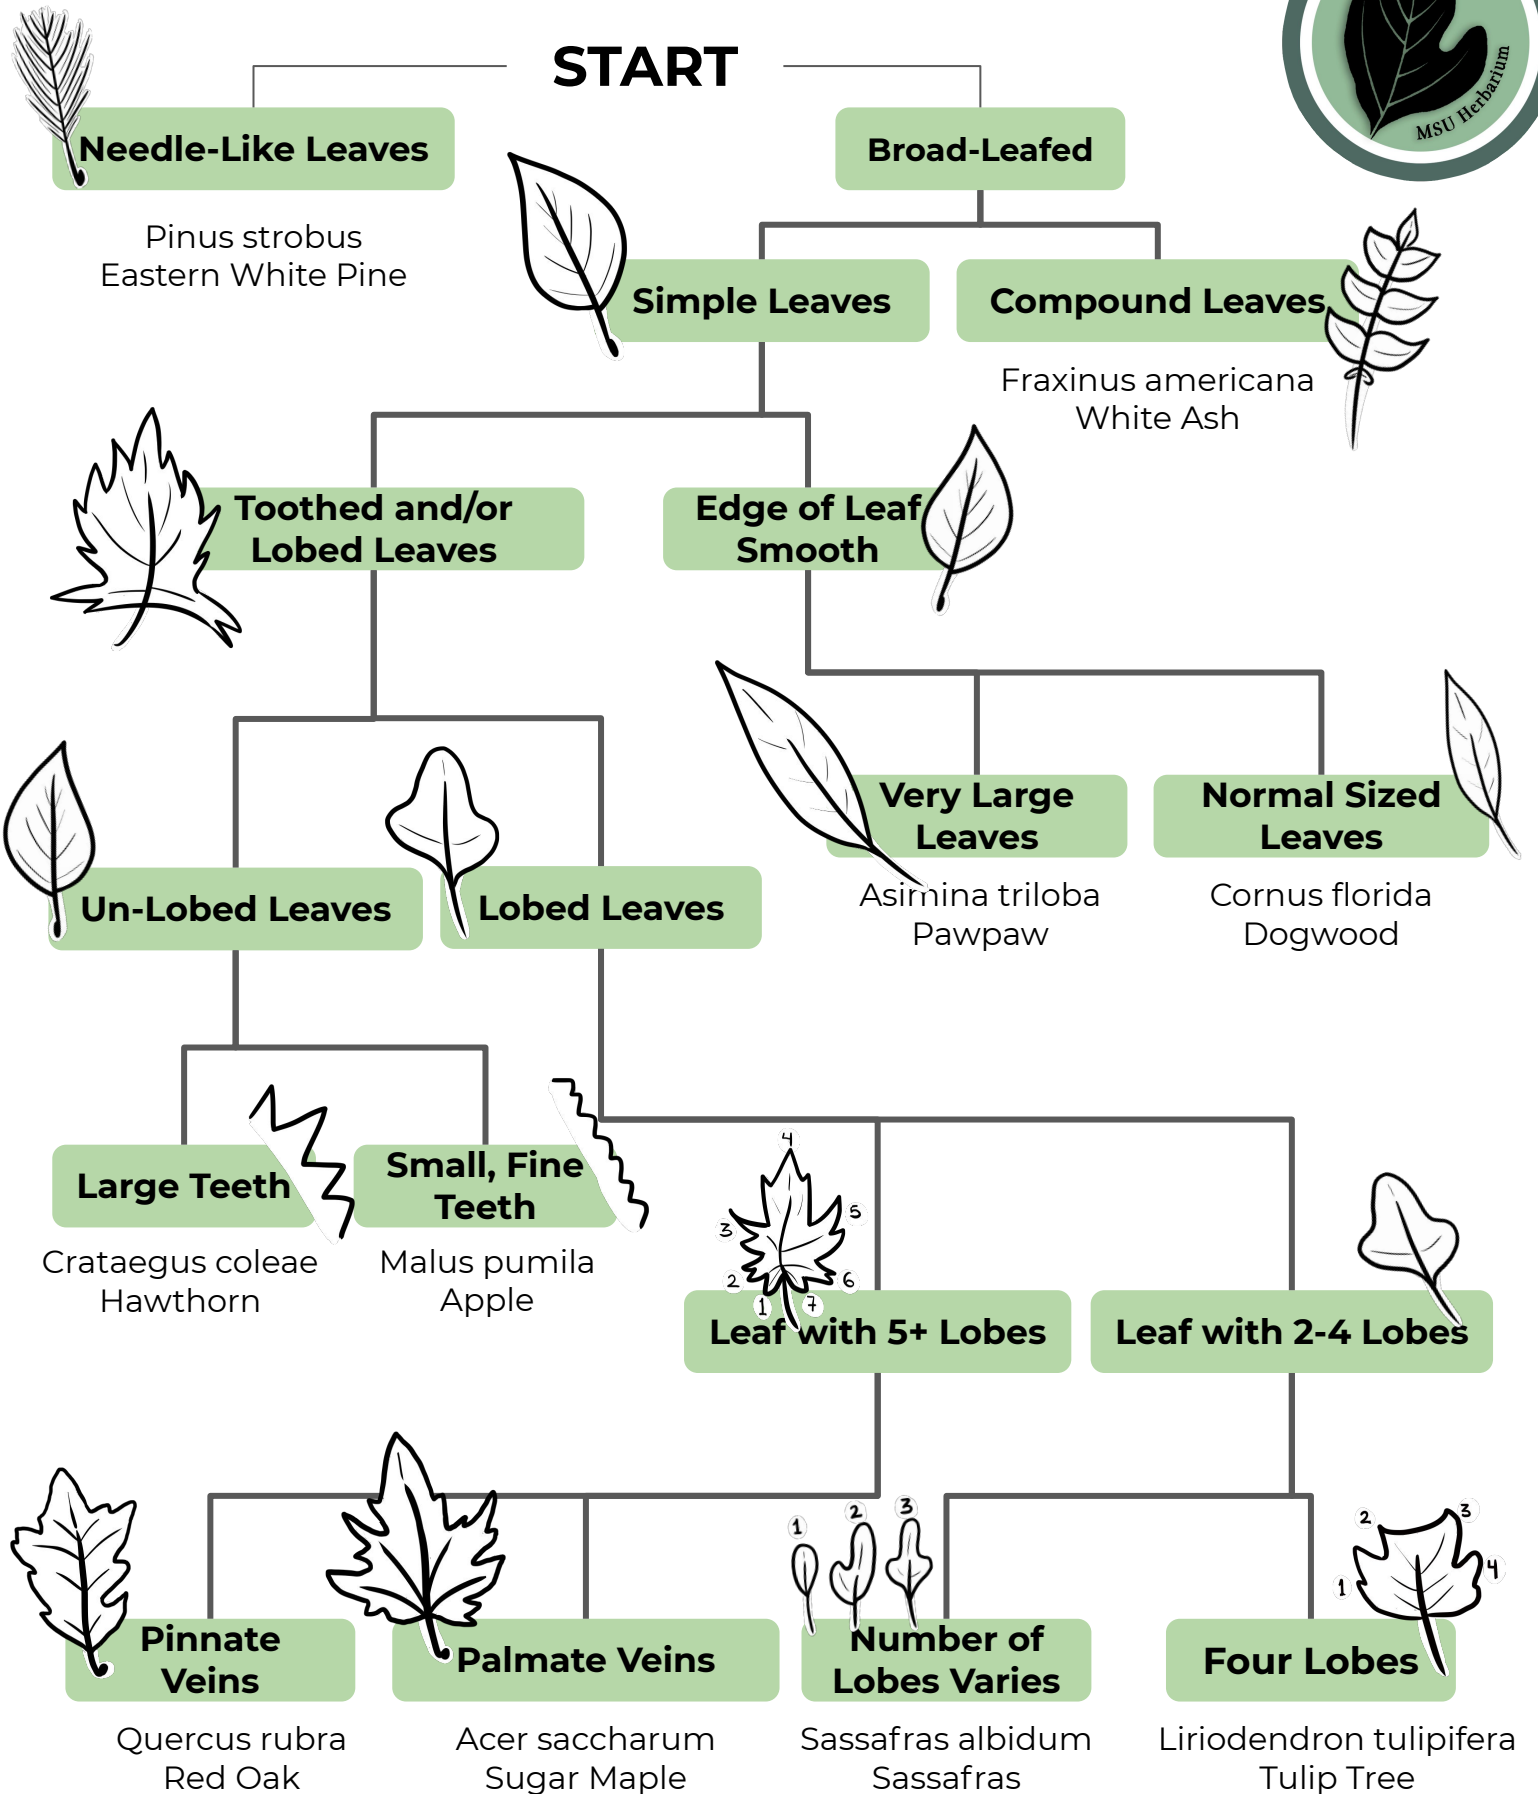 START
MSU Herbarium
Needle-Like Leaves
Broad-Leafed
Pinus strobus
Eastern White Pine
Simple Leaves
Compound Leaves
Fraxinus americana
White Ash
Toothed and/or
Lobed Leaves
Edge of Leaf
Smooth
Very Large
Leaves
Normal Sized
Leaves
Asimina triloba
Pawpaw
Cornus florida
Dogwood
Un-Lobed Leaves
Lobed Leaves
Large Teeth
Small, Fine
Teeth
Crataegus coleae
Hawthorn
Malus pumila
Apple
4
3
5
2
6
1
7
Leaf with 5+ Lobes
Leaf with 2-4 Lobes
1
2
3
2
3
1
4
Pinnate
Veins
Palmate Veins
Number of
Lobes Varies
Four Lobes
Quercus rubra
Red Oak
Acer saccharum
Sugar Maple
Sassafras albidum
Sassafras
Liriodendron tulipifera
Tulip Tree